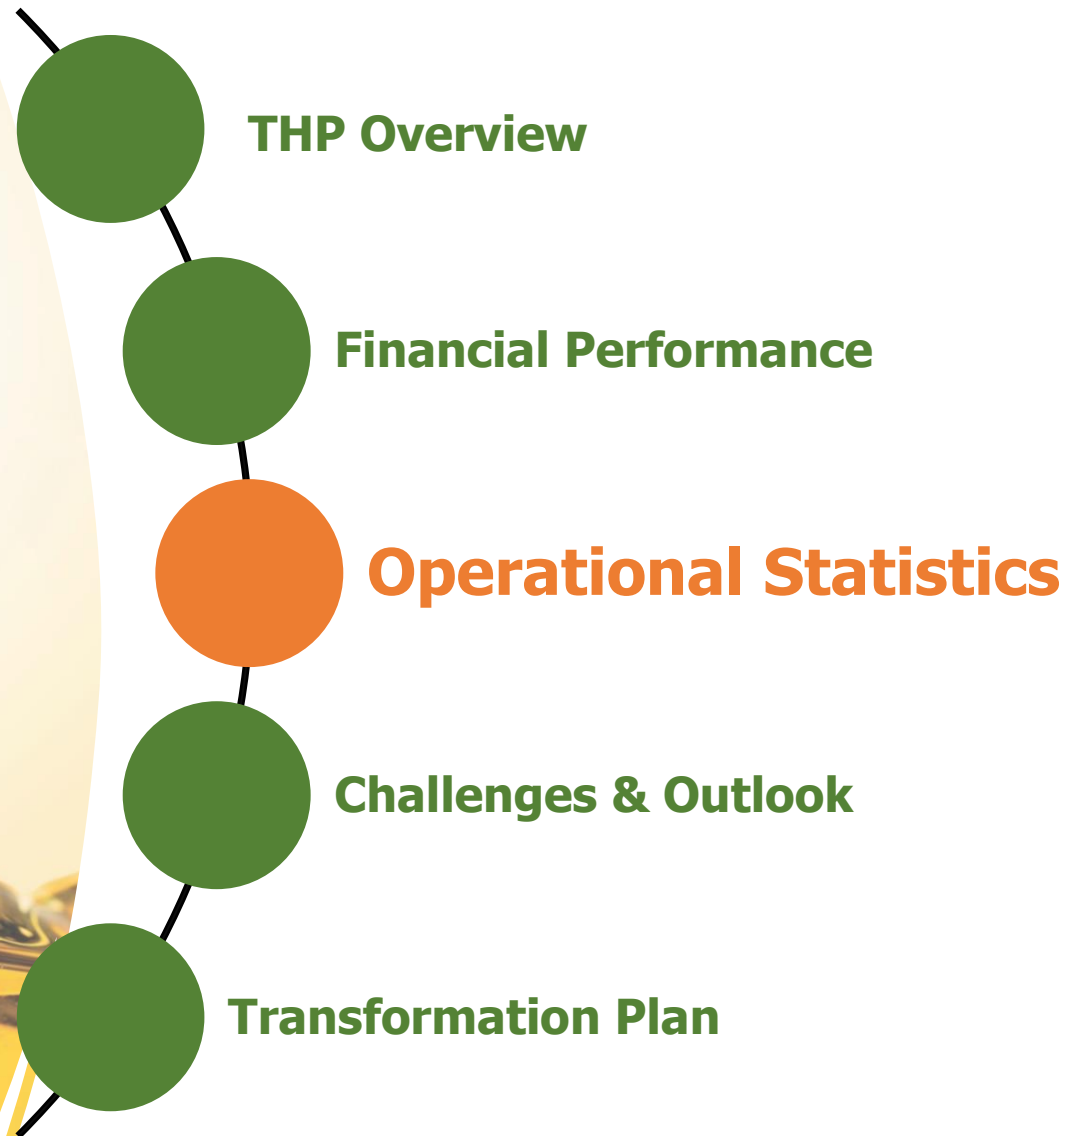 THP Overview
Financial Performance
Operational Statistics
Challenges & Outlook
Transformation Plan